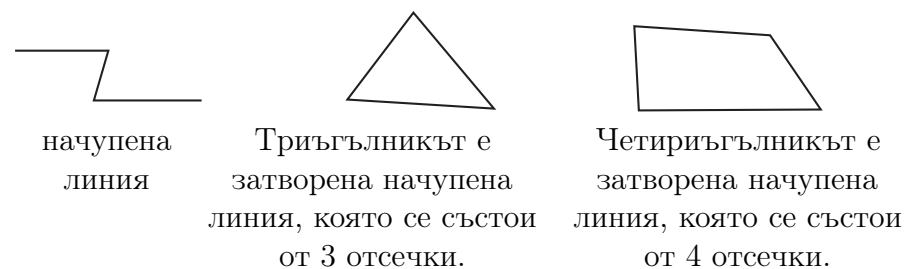 начупена
линия
Триъгълникът е
затворена начупена
линия, която се състои
от 3 отсечки.
Четириъгълникът е
затворена начупена
линия, която се състои
от 4 отсечки.